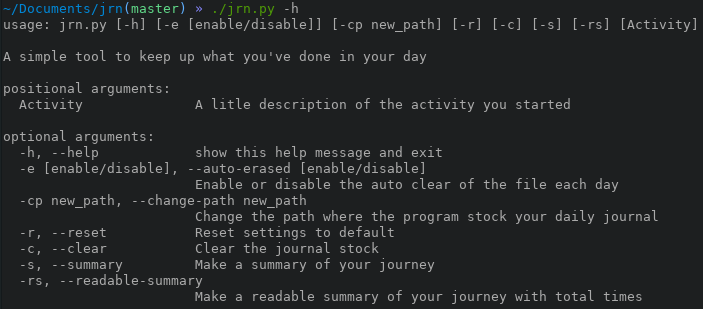 ~/Documents/jrn(master) » ./jrn.py -h
usage: jrn.py [-h] [-e [enable/disable]] [-cp new_path] [-r] [-c] [-s] [-rs] [Activity]
A simple tool to keep up what you've done in your day
positional arguments:
Activity A litle description of the activity you started
optional arguments:
-h, --help show this help message and exit
-e [enable/disable], --auto-erased [enable/disable]
Enable or disable the auto clear of the file each day
-cp new_path, --change-path new_path
Change the path where the program stock your daily journal
-r, --reset Reset settings to default
-c, --clear Clear the journal stock
-s, --summary Make a summary of your journey
-rs, --readable-summary
Make a readable summary of your journey with total times